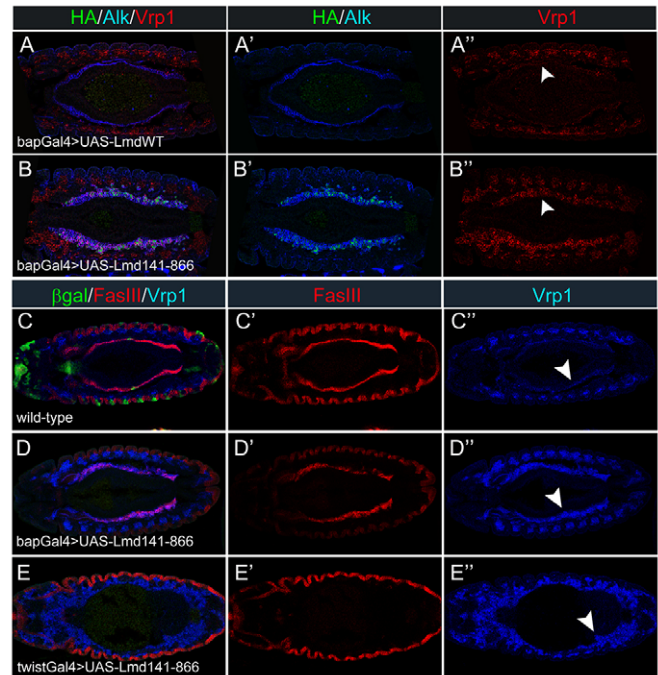 HA/Alk/Vrp1 HA/Alk Vrp1
A A’ A’’
bapGal4>UAS-LmdWT
B B’ B’’
bapGal4>UAS-Lmd141-866
βgal/FasIII/Vrp1 FasIII Vrp1
C C’ C’’
wild-type
D D’ D’’
bapGal4>UAS-Lmd141-866
E E’ E’’
twistGal4>UAS-Lmd141-866